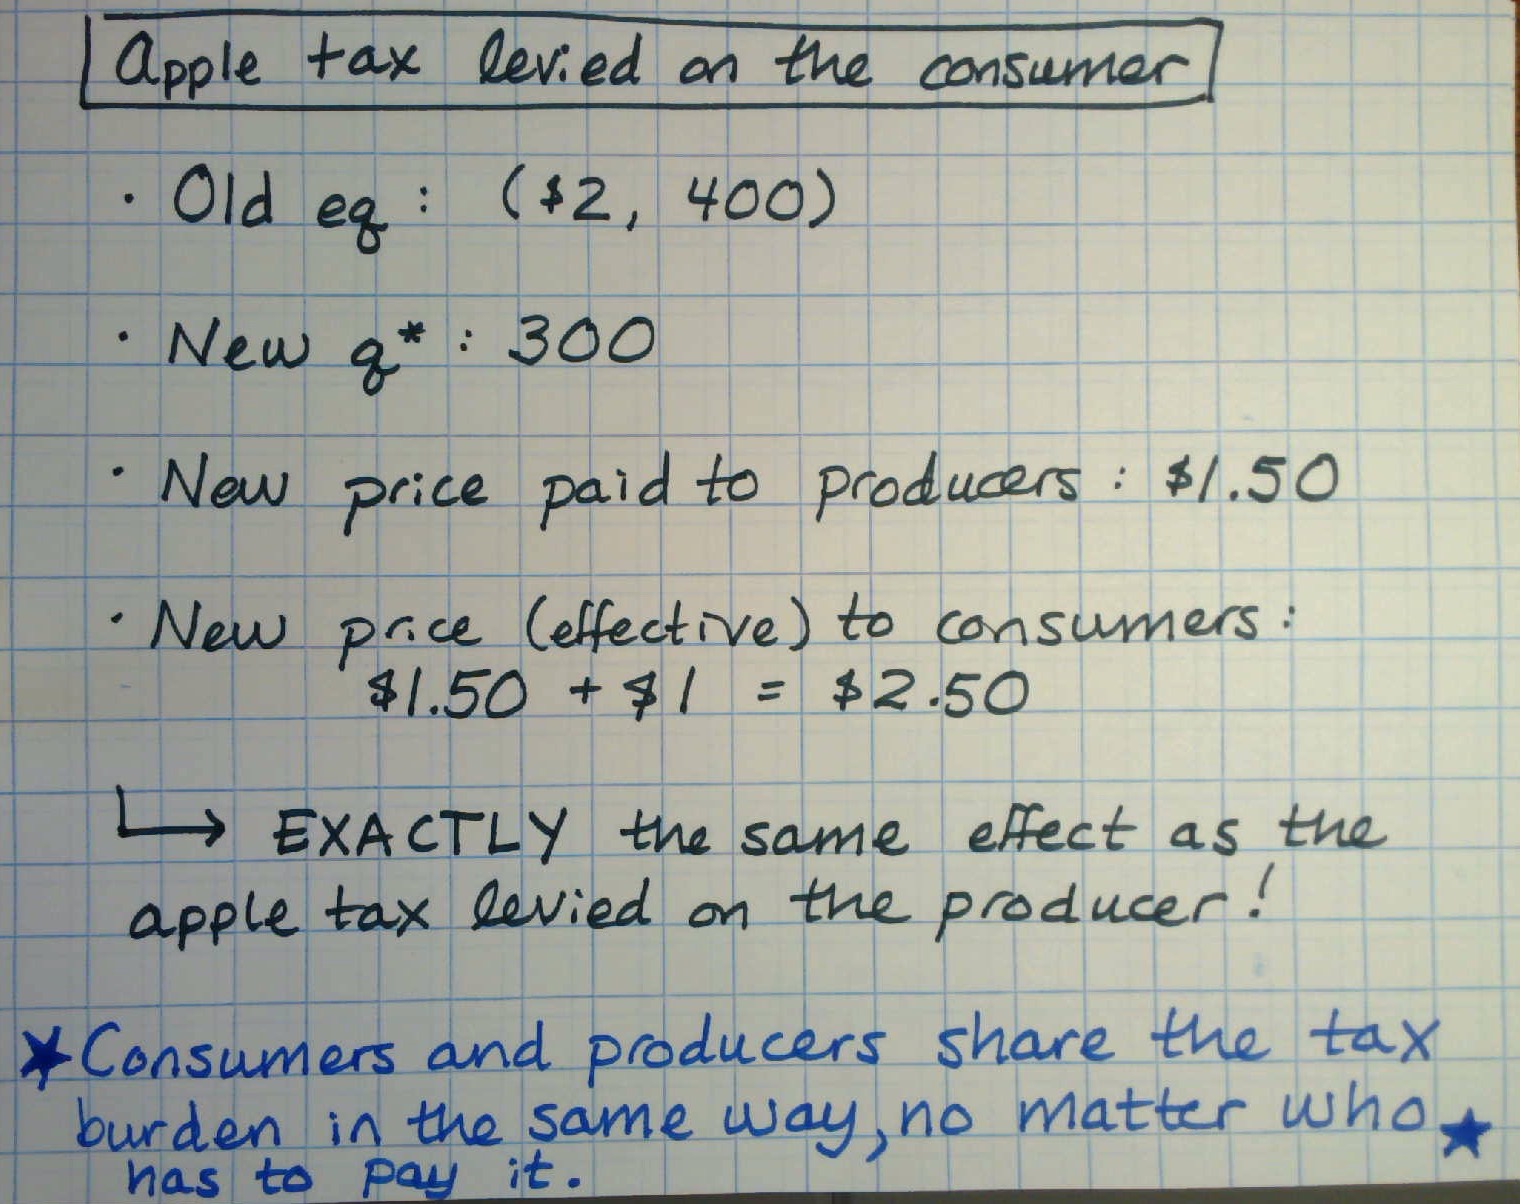 Apple tax levied on the consumer
· Old eq : ($2, 400)
· New q* : 300
· New price paid to producers : $1.50
· New price (effective) to consumers :
$1.50 + $1 = $2.50
↳ EXACTLY the same effect as the
apple tax levied on the producer!
★ Consumers and producers share the tax
burden in the same way, no matter who ★
has to pay it.